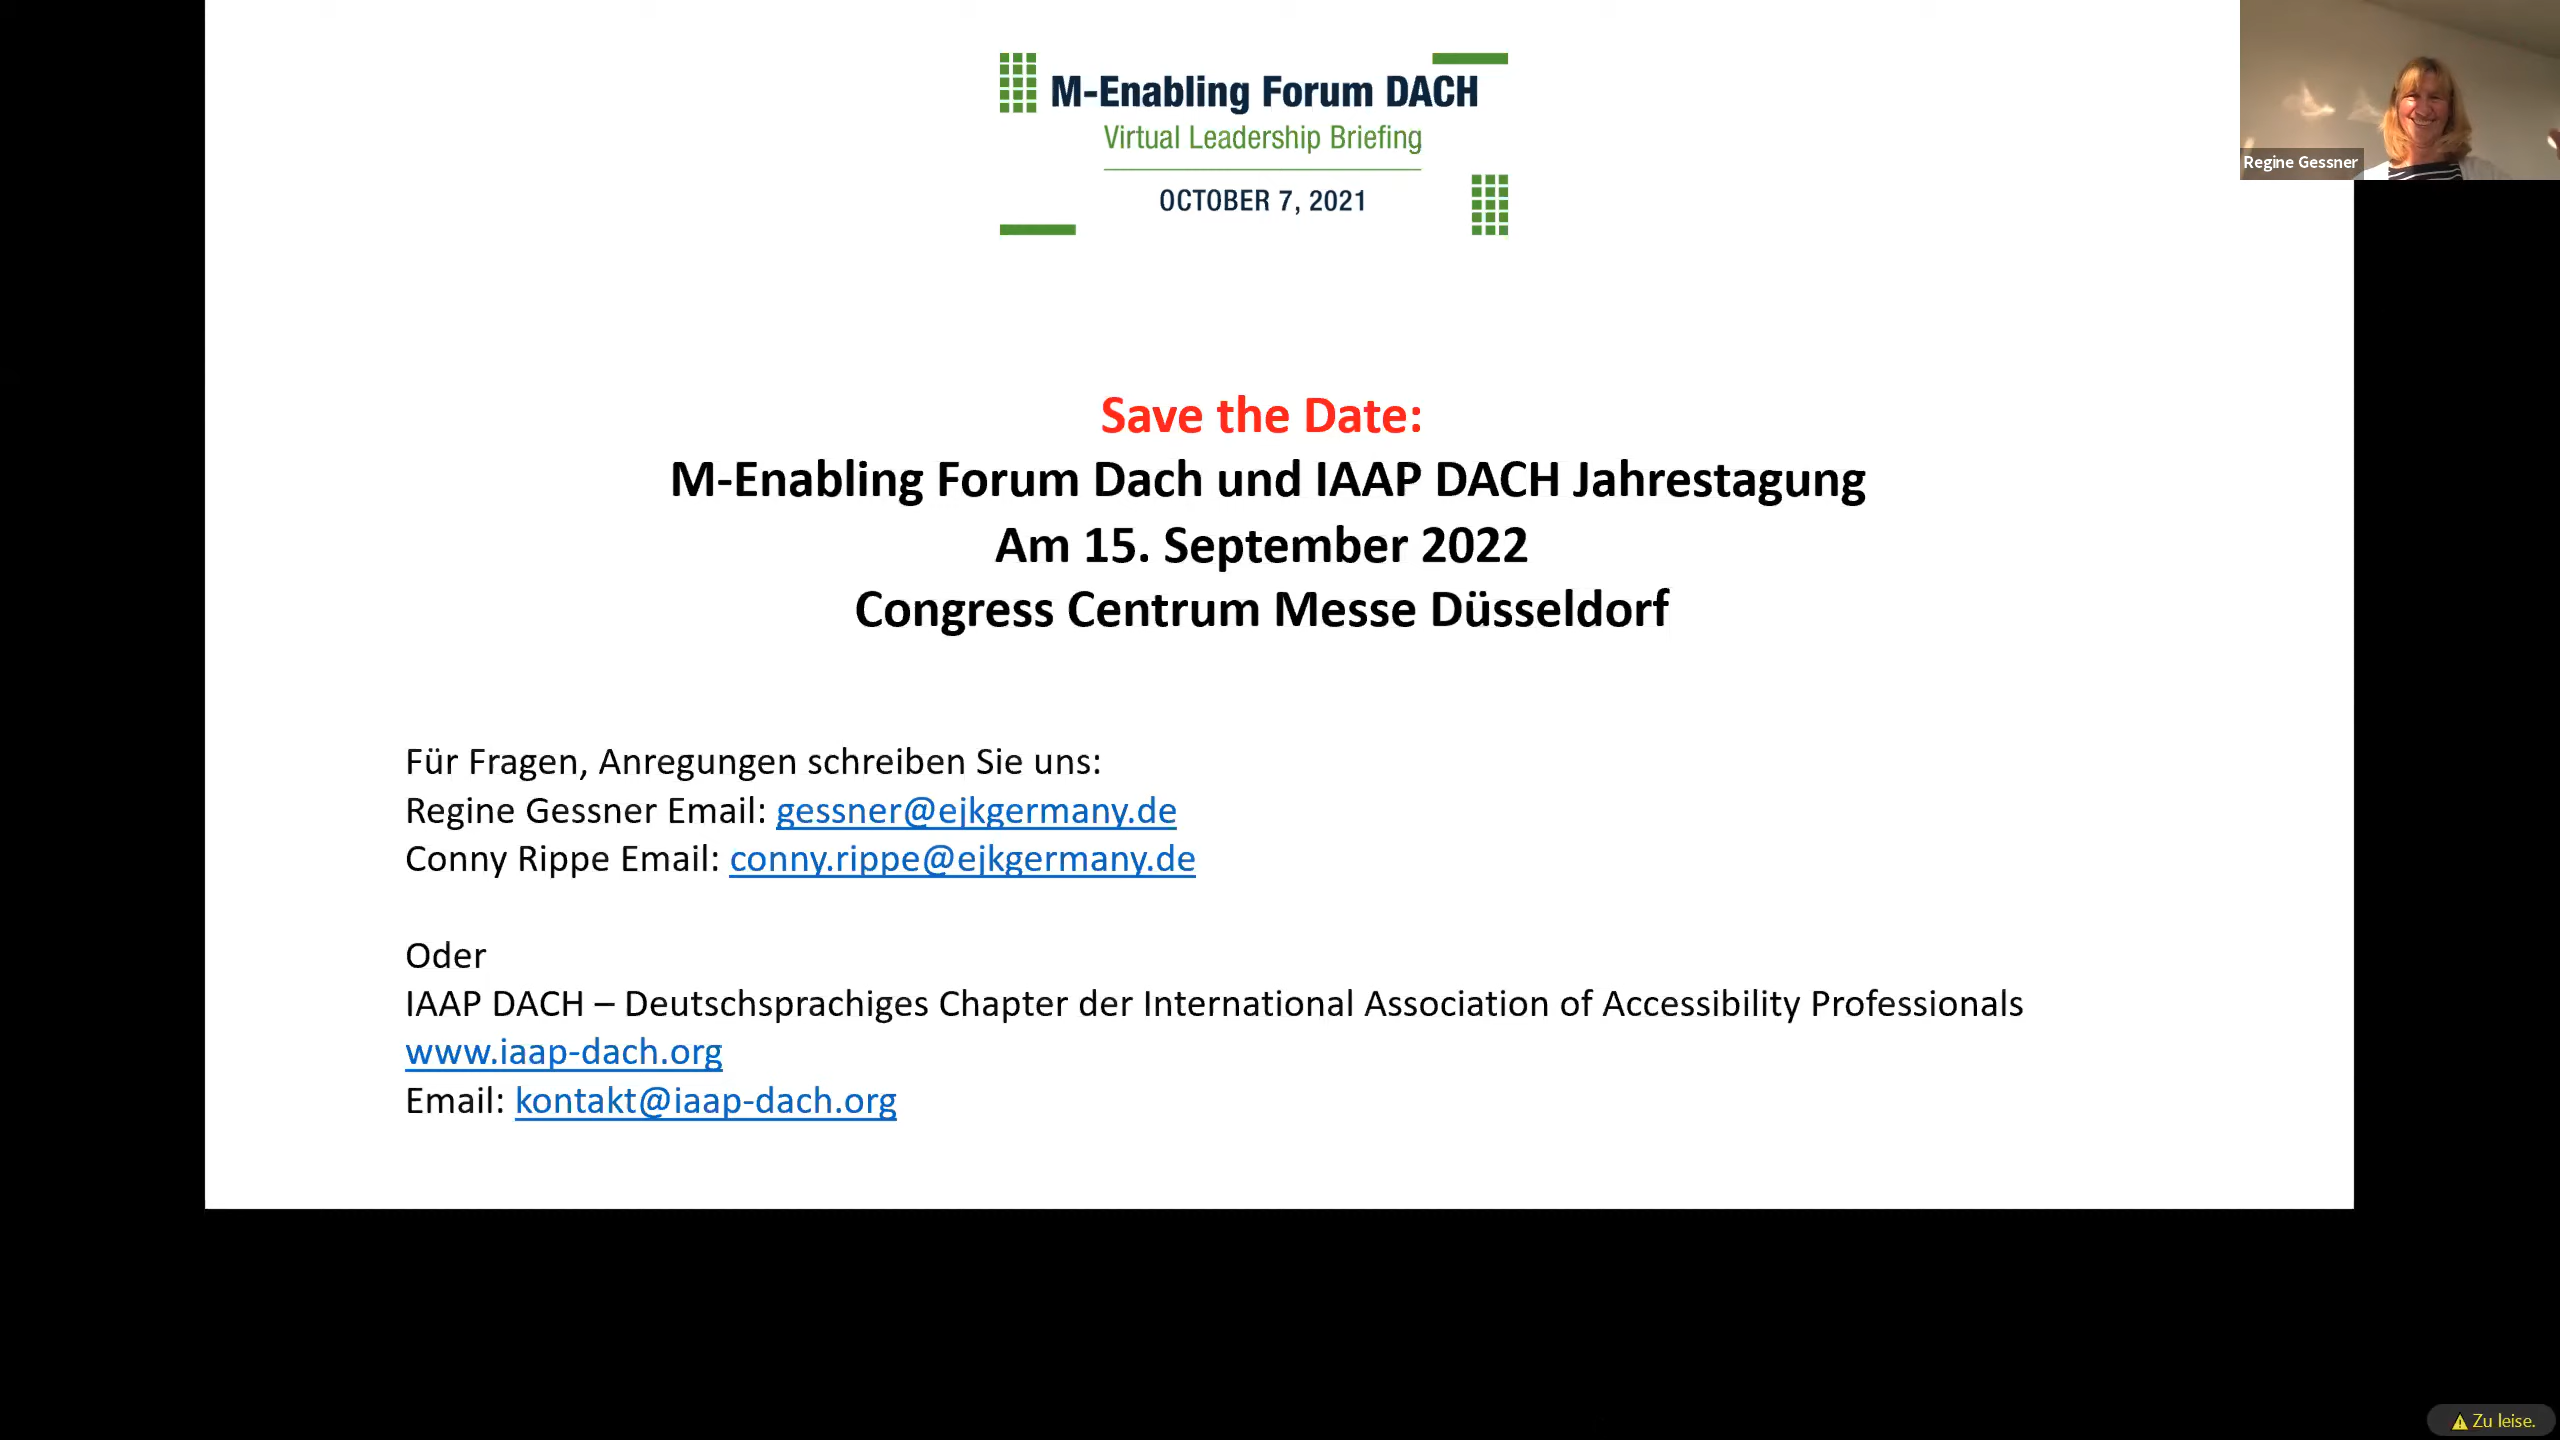 M-Enabling Forum DACH
Virtual Leadership Briefing
OCTOBER 7, 2021
Regine Gessner
Save the Date:
M-Enabling Forum Dach und IAAP DACH Jahrestagung
Am 15. September 2022
Congress Centrum Messe Düsseldorf
Für Fragen, Anregungen schreiben Sie uns:
Regine Gessner Email: gessner@ejkgermany.de
Conny Rippe Email: conny.rippe@ejkgermany.de
Oder
IAAP DACH – Deutschsprachiges Chapter der International Association of Accessibility Professionals
www.iaap-dach.org
Email: kontakt@iaap-dach.org
Zu leise.